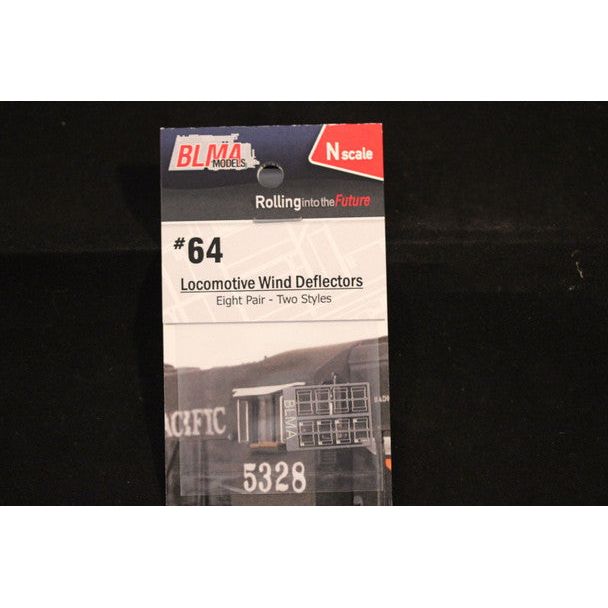 BLMA
MODELS
N scale
Rolling into the Future
#64
Locomotive Wind Deflectors
Eight Pair - Two Styles
ACIFIC
BLMA
5328